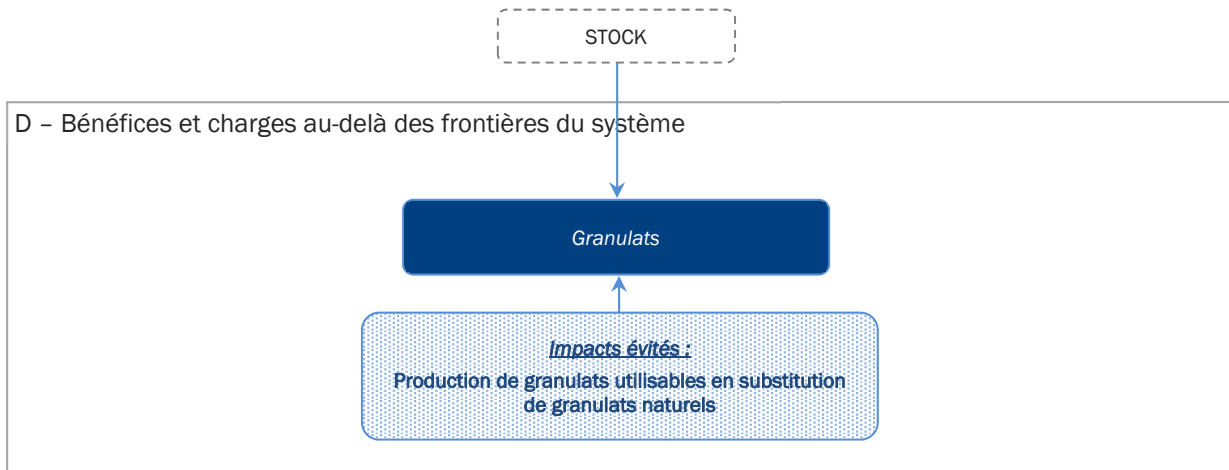 STOCK
D – Bénéfices et charges au-delà des frontières du système
Granulats
Impacts évités :
Production de granulats utilisables en substitution
de granulats naturels